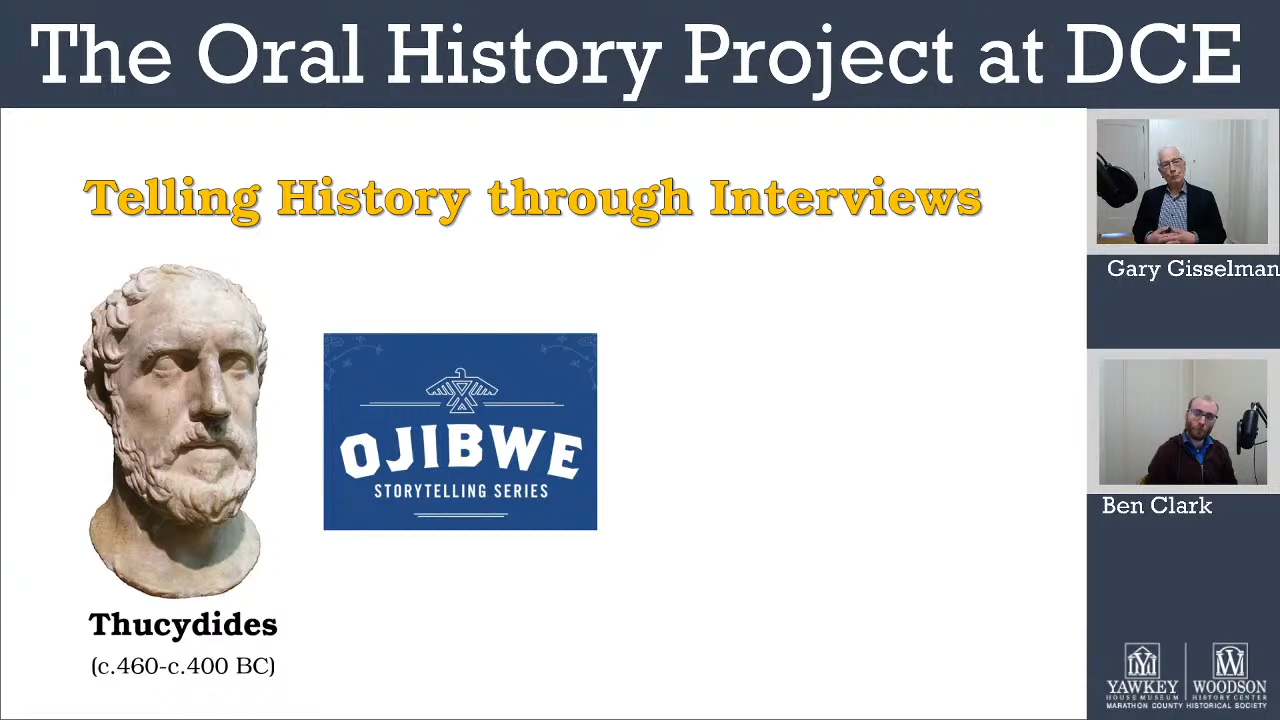 The Oral History Project at DCE
Telling History through Interviews
OJIBWE
STORYTELLING SERIES
Thucydides
(c.460-c.400 BC)
Gary Gisselman
Ben Clark
YAWKEY
HOUSE MUSEUM
WOODSON
HISTORY CENTER
MARATHON COUNTY HISTORICAL SOCIETY